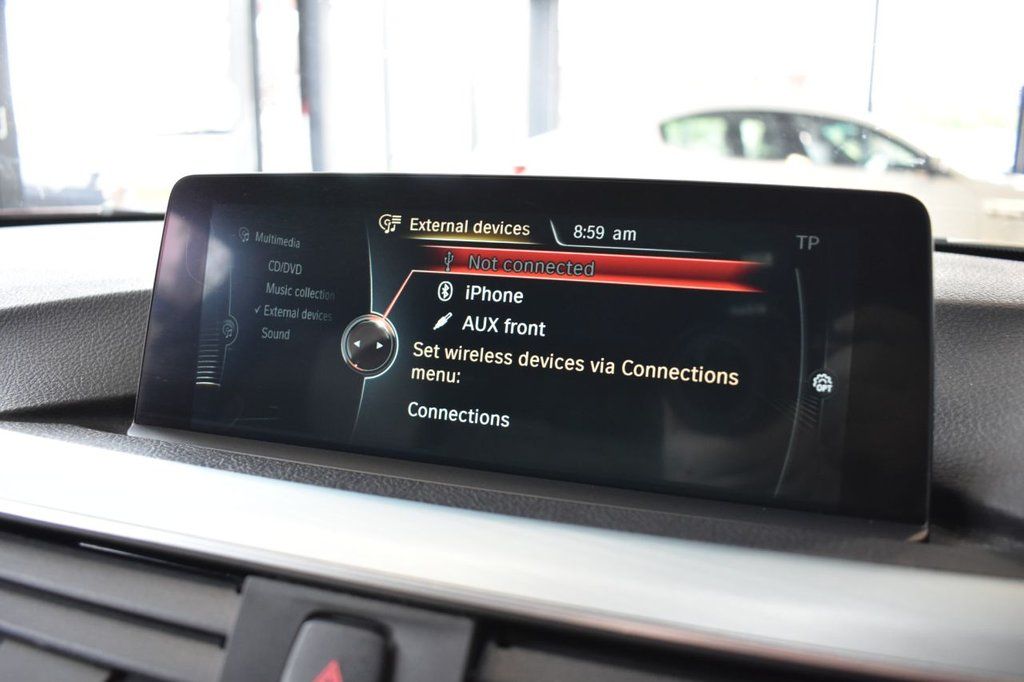 External devices
8:59 am
TP
Multimedia
CD/DVD
Music collection
External devices
Sound
Not connected
iPhone
AUX front
Set wireless devices via Connections
menu:
Connections
OPT